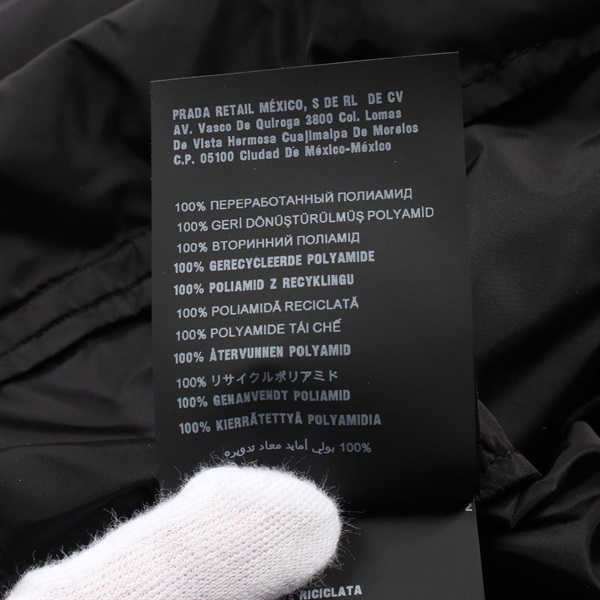 PRADA RETAIL MÉXICO, S DE RL DE CV
AV. Vasco De Quiroga 3800 Col. Lomas
De Vista Hermosa Cuajimalpa De Morelos
C.P. 05100 Ciudad De México-México
100% ПЕРЕРАБОТАННЫЙ ПОЛИАМИД
100% GERİ DÖNÜŞTÜRÜLMÜŞ POLYAMİD
100% ВТОРИННИЙ ПОЛІАМІД
100% GERECYCLEERDE POLYAMIDE
100% POLIAMID Z RECYKLINGU
100% POLIAMIDĂ RECICLATĂ
100% POLYAMIDE TÁI CHẾ
100% ÅTERVUNNEN POLYAMID
100% リサイクルポリアミド
100% GENANVENDT POLIAMID
100% KIERRÄTETTYÄ POLYAMIDIA
100% بولي أمايد معاد تدويره
2
RICICLATA